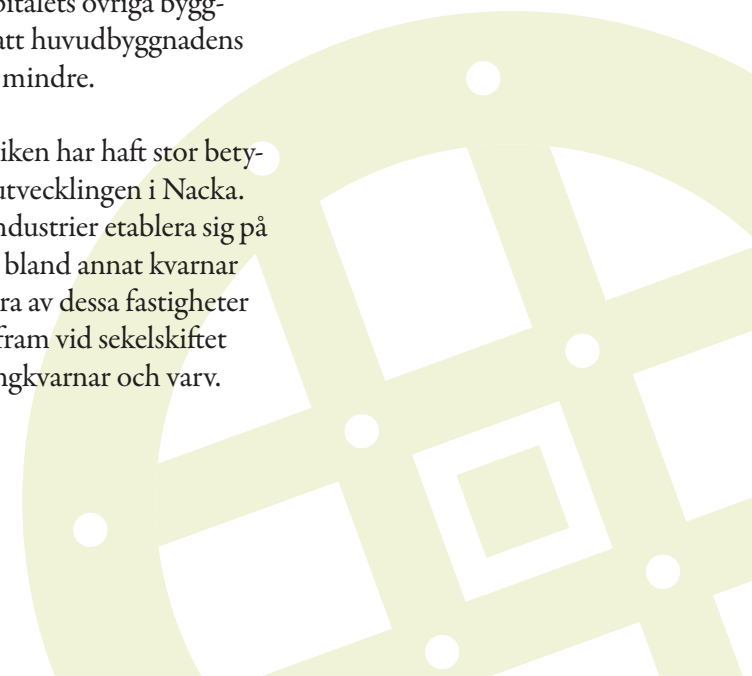 pitalets övriga bygg-
att huvudbyggnadens
mindre.
iken har haft stor bety-
utvecklingen i Nacka.
ndustrier etablera sig på
bland annat kvarnar
ra av dessa fastigheter
fram vid sekelskiftet
ngkvarnar och varv.